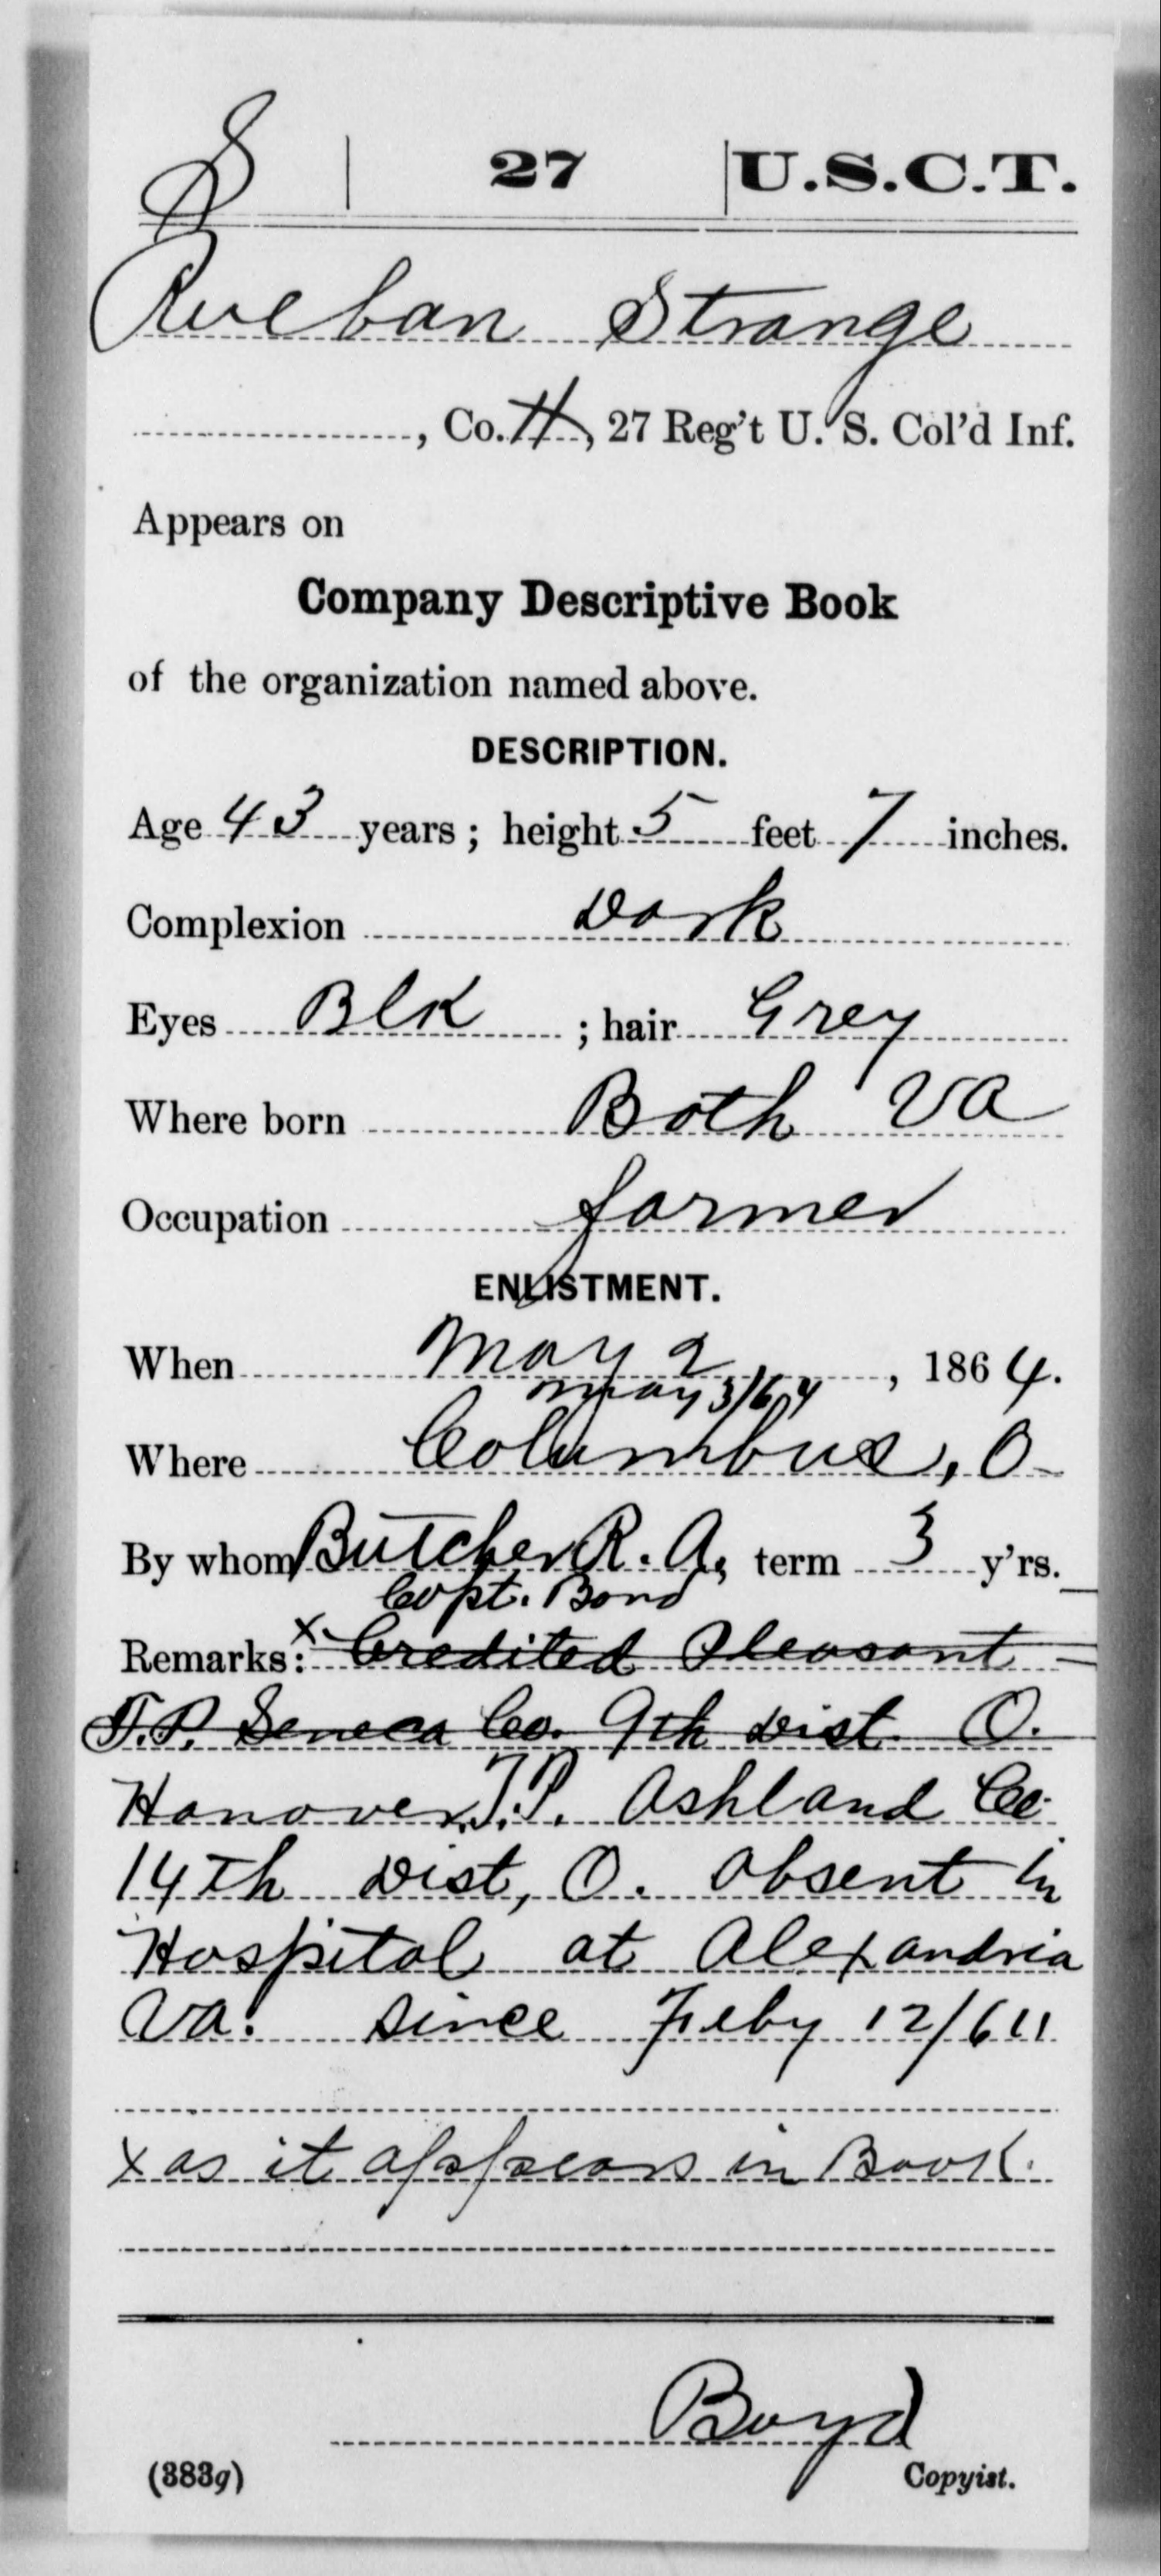 S | 27 | U.S.C.T.
Rueban Strange
, Co. H, 27 Reg't U. S. Col'd Inf.
Appears on
Company Descriptive Book
of the organization named above.
DESCRIPTION.
Age 43 years; height 5 feet 7 inches.
Complexion Dark
Eyes Blk ; hair Grey
Where born Both Va
Occupation farmer
ENLISTMENT.
When May 2, 1864.
May 3/64
Where Columbus, O
By whom Butcher R. A, term 3 y'rs.
Capt. Bond
Remarks: x Credited Pleasant
T.P. Seneca Co. 9th Dist. O.
Hanover T.P. Ashland Co
14th Dist, O. Absent in
Hospital at Alexandria
Va. since Feby 12/64
x as it appears in Book.
Boyd
(383g) Copyist.